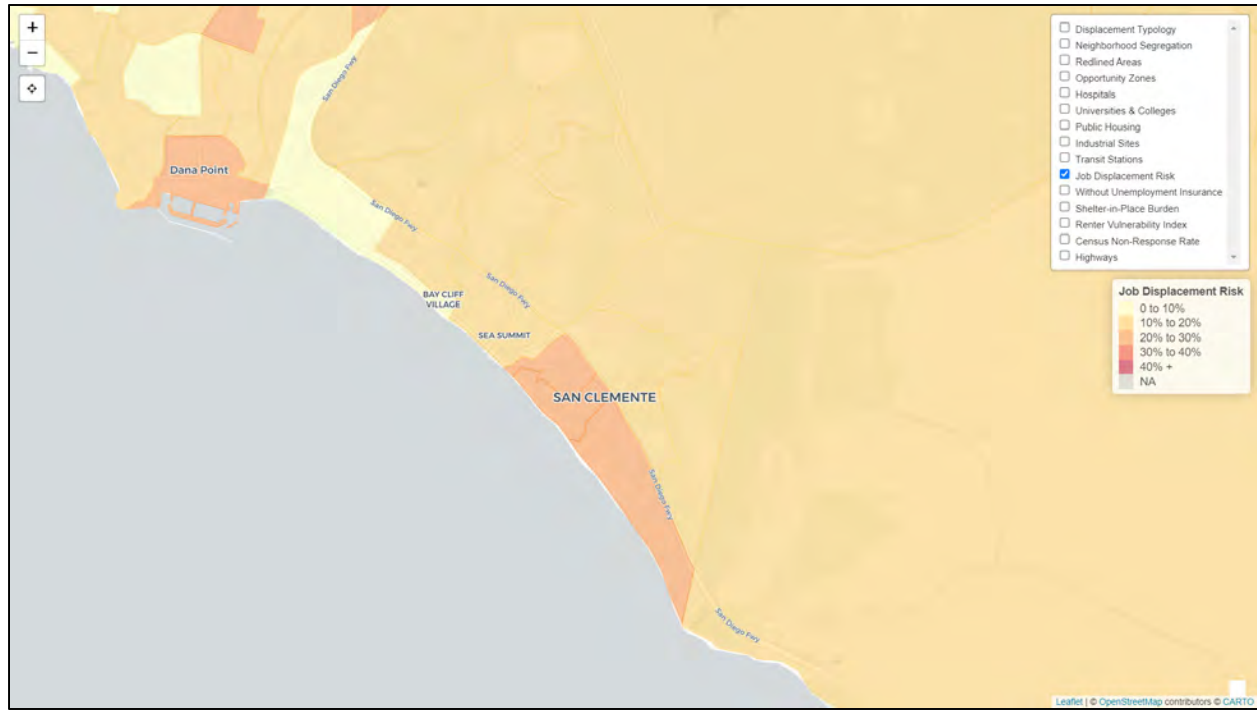 +
−
Displacement Typology
Neighborhood Segregation
Redlined Areas
Opportunity Zones
Hospitals
Universities & Colleges
Public Housing
Industrial Sites
Transit Stations
Job Displacement Risk
Without Unemployment Insurance
Shelter-in-Place Burden
Renter Vulnerability Index
Census Non-Response Rate
Highways
San Diego Fwy
Dana Point
San Diego Fwy
San Diego Fwy
BAY CLIFF
VILLAGE
SEA SUMMIT
Job Displacement Risk
0 to 10%
10% to 20%
20% to 30%
30% to 40%
40% +
NA
SAN CLEMENTE
San Diego Fwy
San Diego Fwy
Leaflet | © OpenStreetMap contributors © CARTO